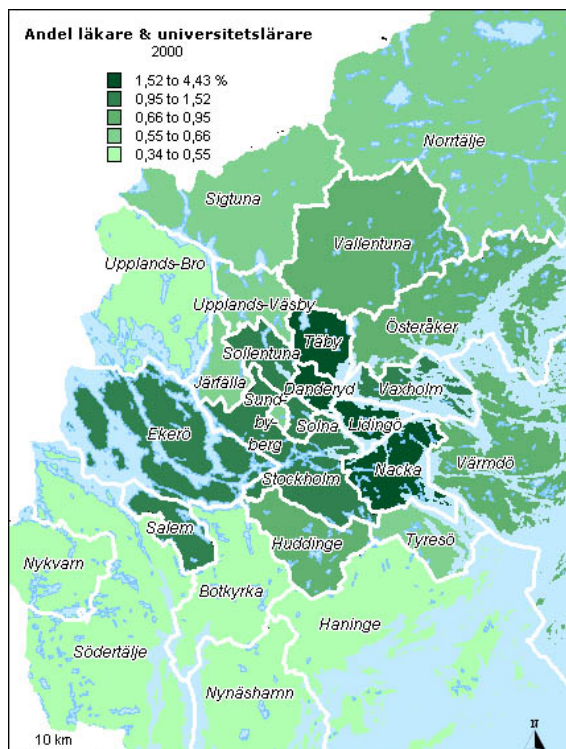 Andel läkare & universitetslärare
2000
1,52 to 4,43 %
0,95 to 1,52
0,66 to 0,95
0,55 to 0,66
0,34 to 0,55
Norrtälje
Sigtuna
Vallentuna
Upplands-Bro
Upplands-Väsby
Österåker
Täby
Sollentuna
Järfälla
Danderyd
Vaxholm
Sund-
by-
berg
Solna
Lidingö
Ekerö
Värmdö
Nacka
Stockholm
Salem
Huddinge
Tyresö
Nykvarn
Botkyrka
Haninge
Södertälje
Nynäshamn
10 km
N